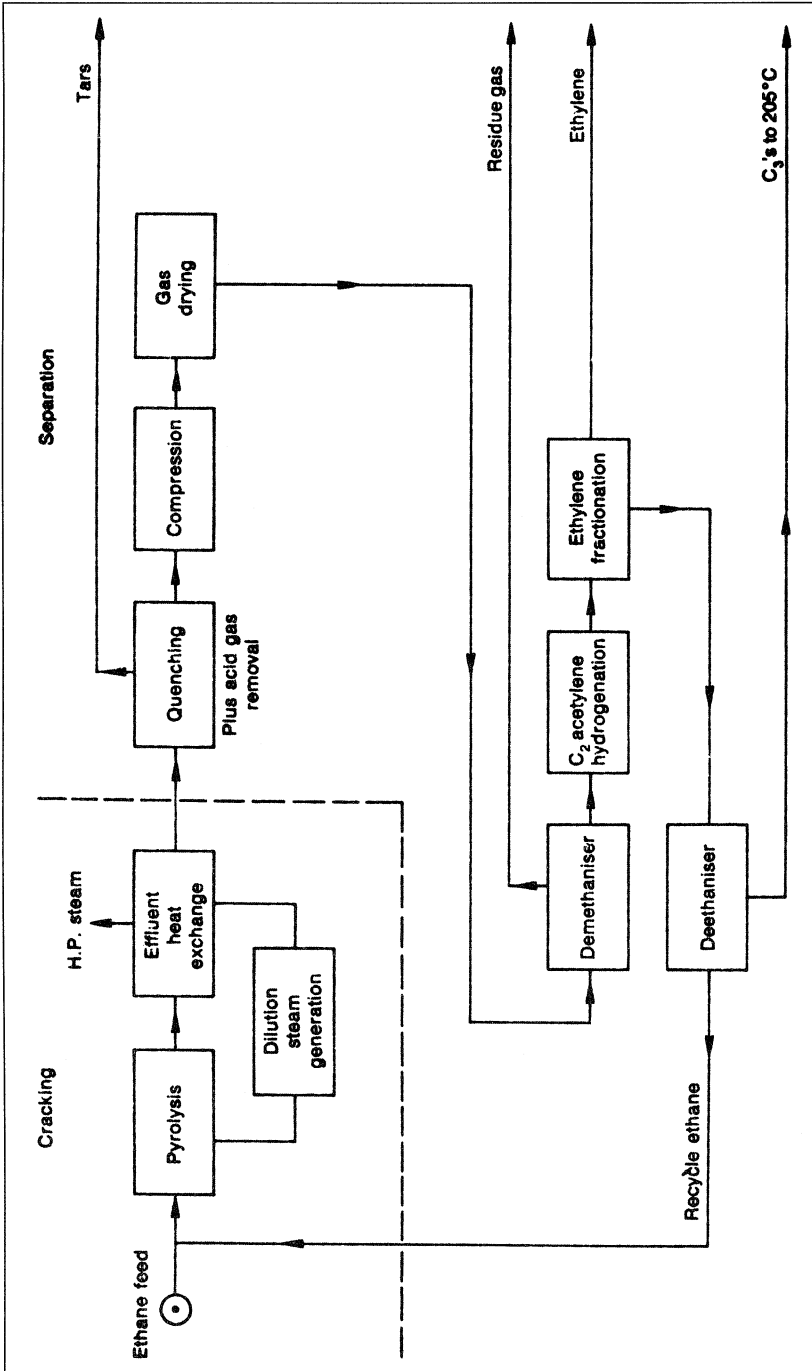 Cracking
Separation
Ethane feed
Pyrolysis
Dilution
steam
generation
H.P. steam
Effluent
heat
exchange
Tars
Quenching
Plus acid gas
removal
Compression
Gas
drying
Demethaniser
Residue gas
C₂ acetylene
hydrogenation
Ethylene
fractionation
Ethylene
Deethaniser
Recycle ethane
C₃'s to 205°C